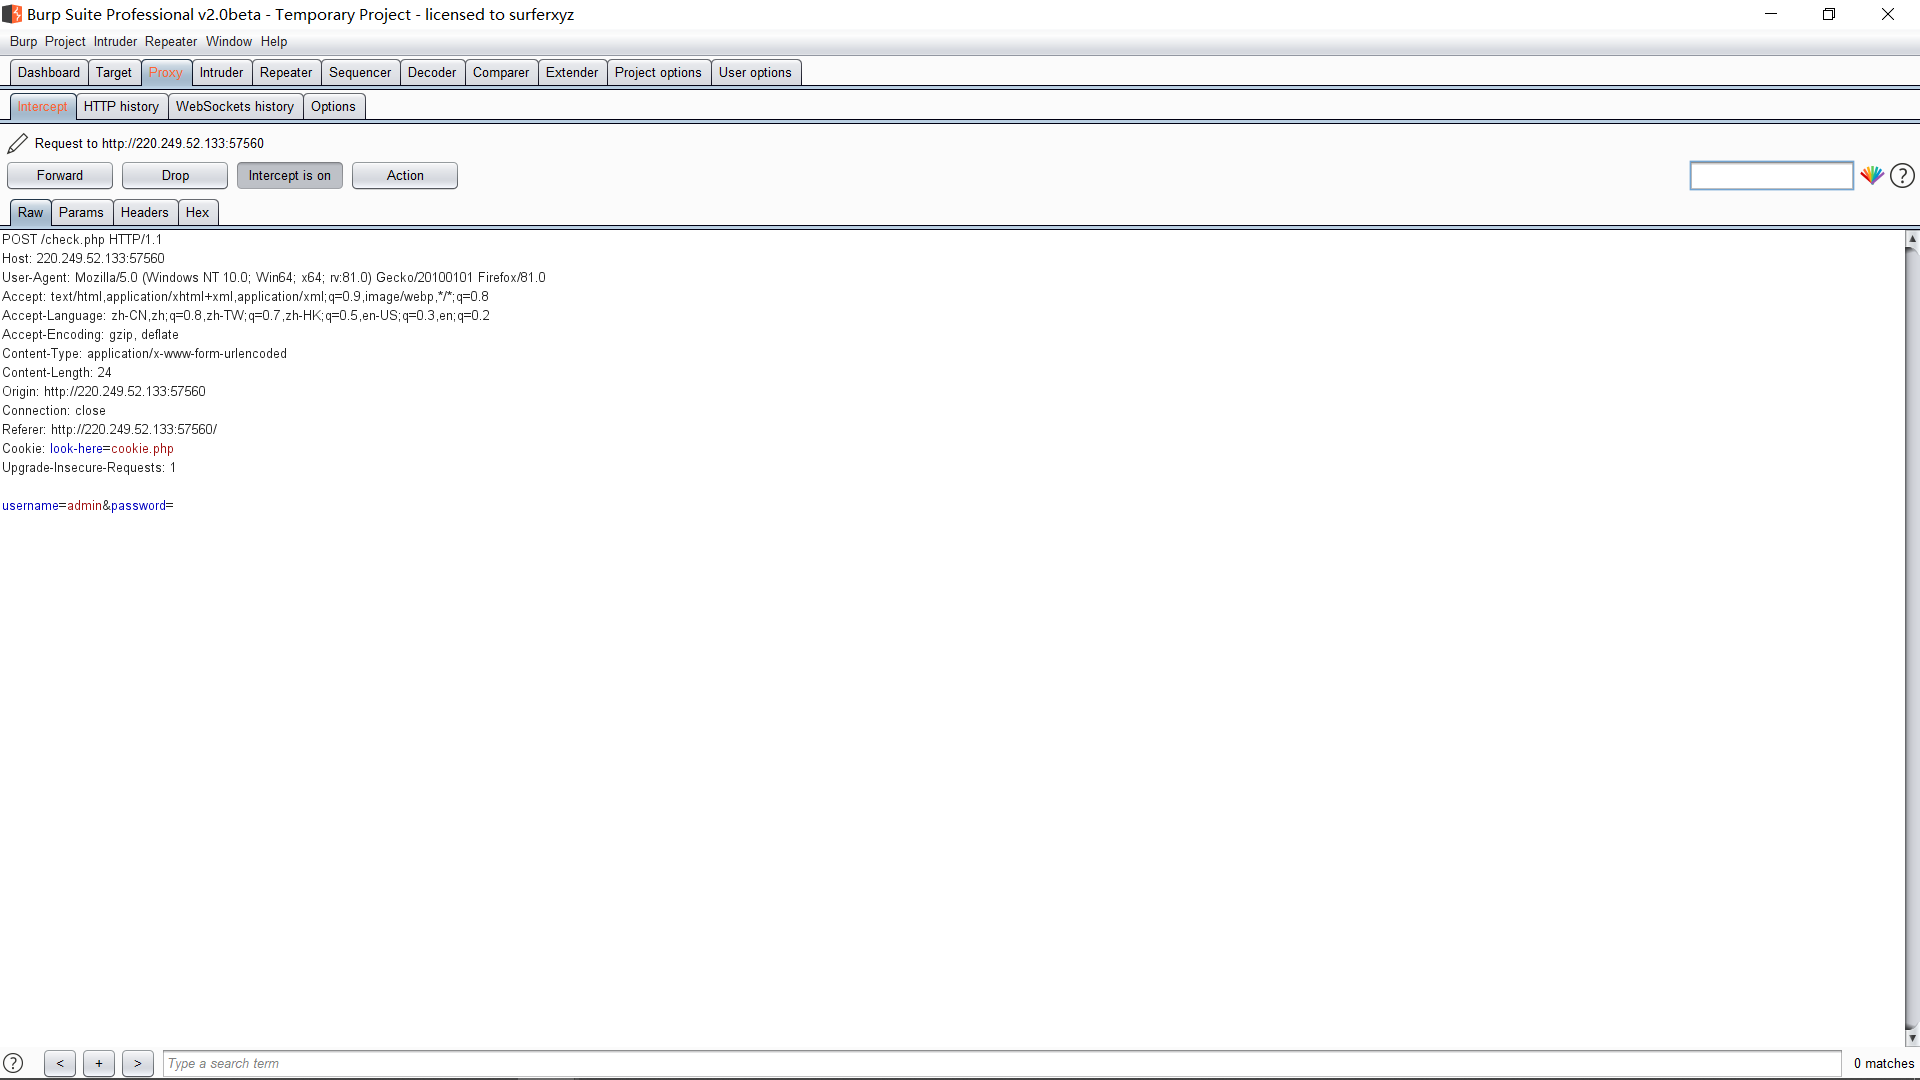 Burp Suite Professional v2.0beta - Temporary Project - licensed to surferxyz
Burp Project Intruder Repeater Window Help
Dashboard Target Proxy Intruder Repeater Sequencer Decoder Comparer Extender Project options User options
Intercept HTTP history WebSockets history Options
Request to http://220.249.52.133:57560
Forward Drop Intercept is on Action ?
Raw Params Headers Hex
POST /check.php HTTP/1.1
Host: 220.249.52.133:57560
User-Agent: Mozilla/5.0 (Windows NT 10.0; Win64; x64; rv:81.0) Gecko/20100101 Firefox/81.0
Accept: text/html,application/xhtml+xml,application/xml;q=0.9,image/webp,*/*;q=0.8
Accept-Language: zh-CN,zh;q=0.8,zh-TW;q=0.7,zh-HK;q=0.5,en-US;q=0.3,en;q=0.2
Accept-Encoding: gzip, deflate
Content-Type: application/x-www-form-urlencoded
Content-Length: 24
Origin: http://220.249.52.133:57560
Connection: close
Referer: http://220.249.52.133:57560/
Cookie: look-here=cookie.php
Upgrade-Insecure-Requests: 1
username=admin&password=
? < + > Type a search term 0 matches